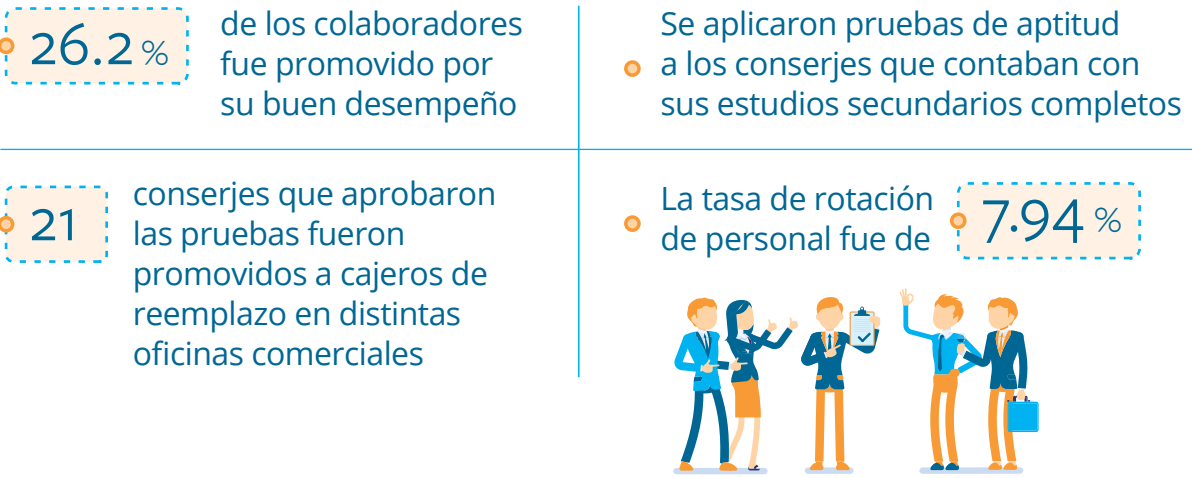 26.2 %
de los colaboradores
fue promovido por
su buen desempeño
Se aplicaron pruebas de aptitud
a los conserjes que contaban con
sus estudios secundarios completos
21
conserjes que aprobaron
las pruebas fueron
promovidos a cajeros de
reemplazo en distintas
oficinas comerciales
La tasa de rotación
de personal fue de
7.94 %